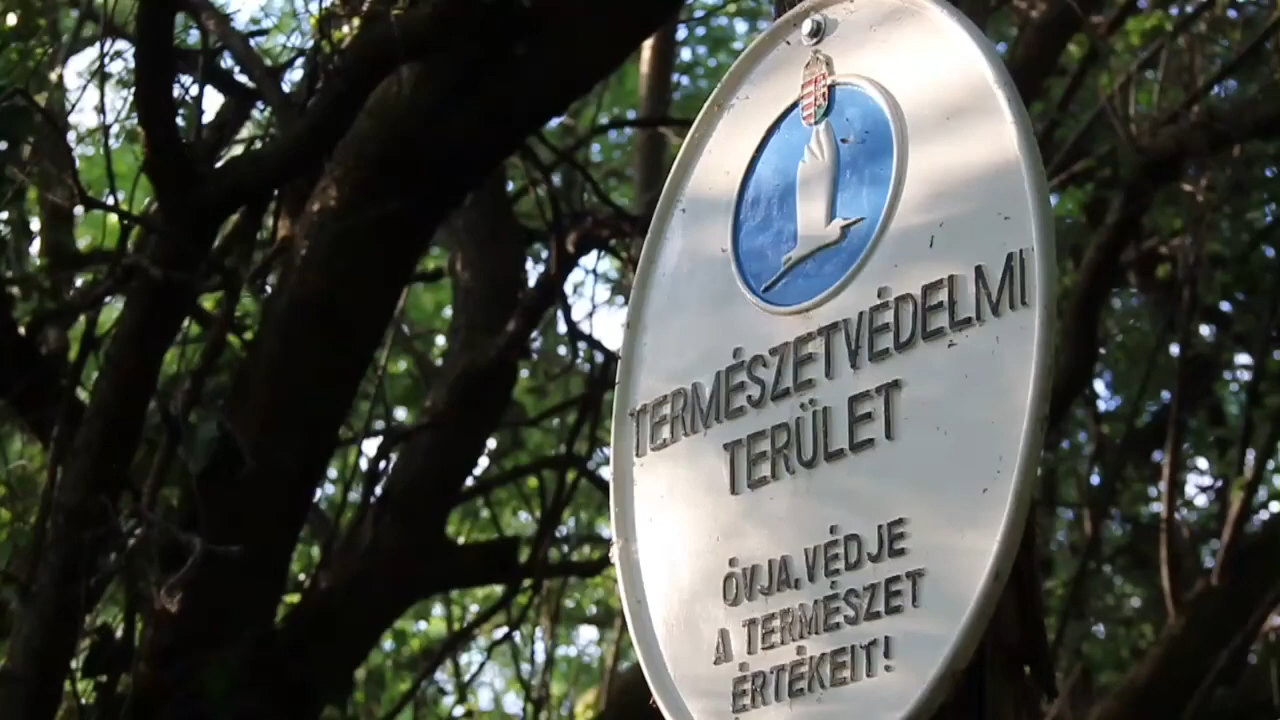 TERMÉSZETVÉDELMI
TERÜLET
ÓVJA, VÉDJE
A TERMÉSZET
ÉRTÉKEIT!